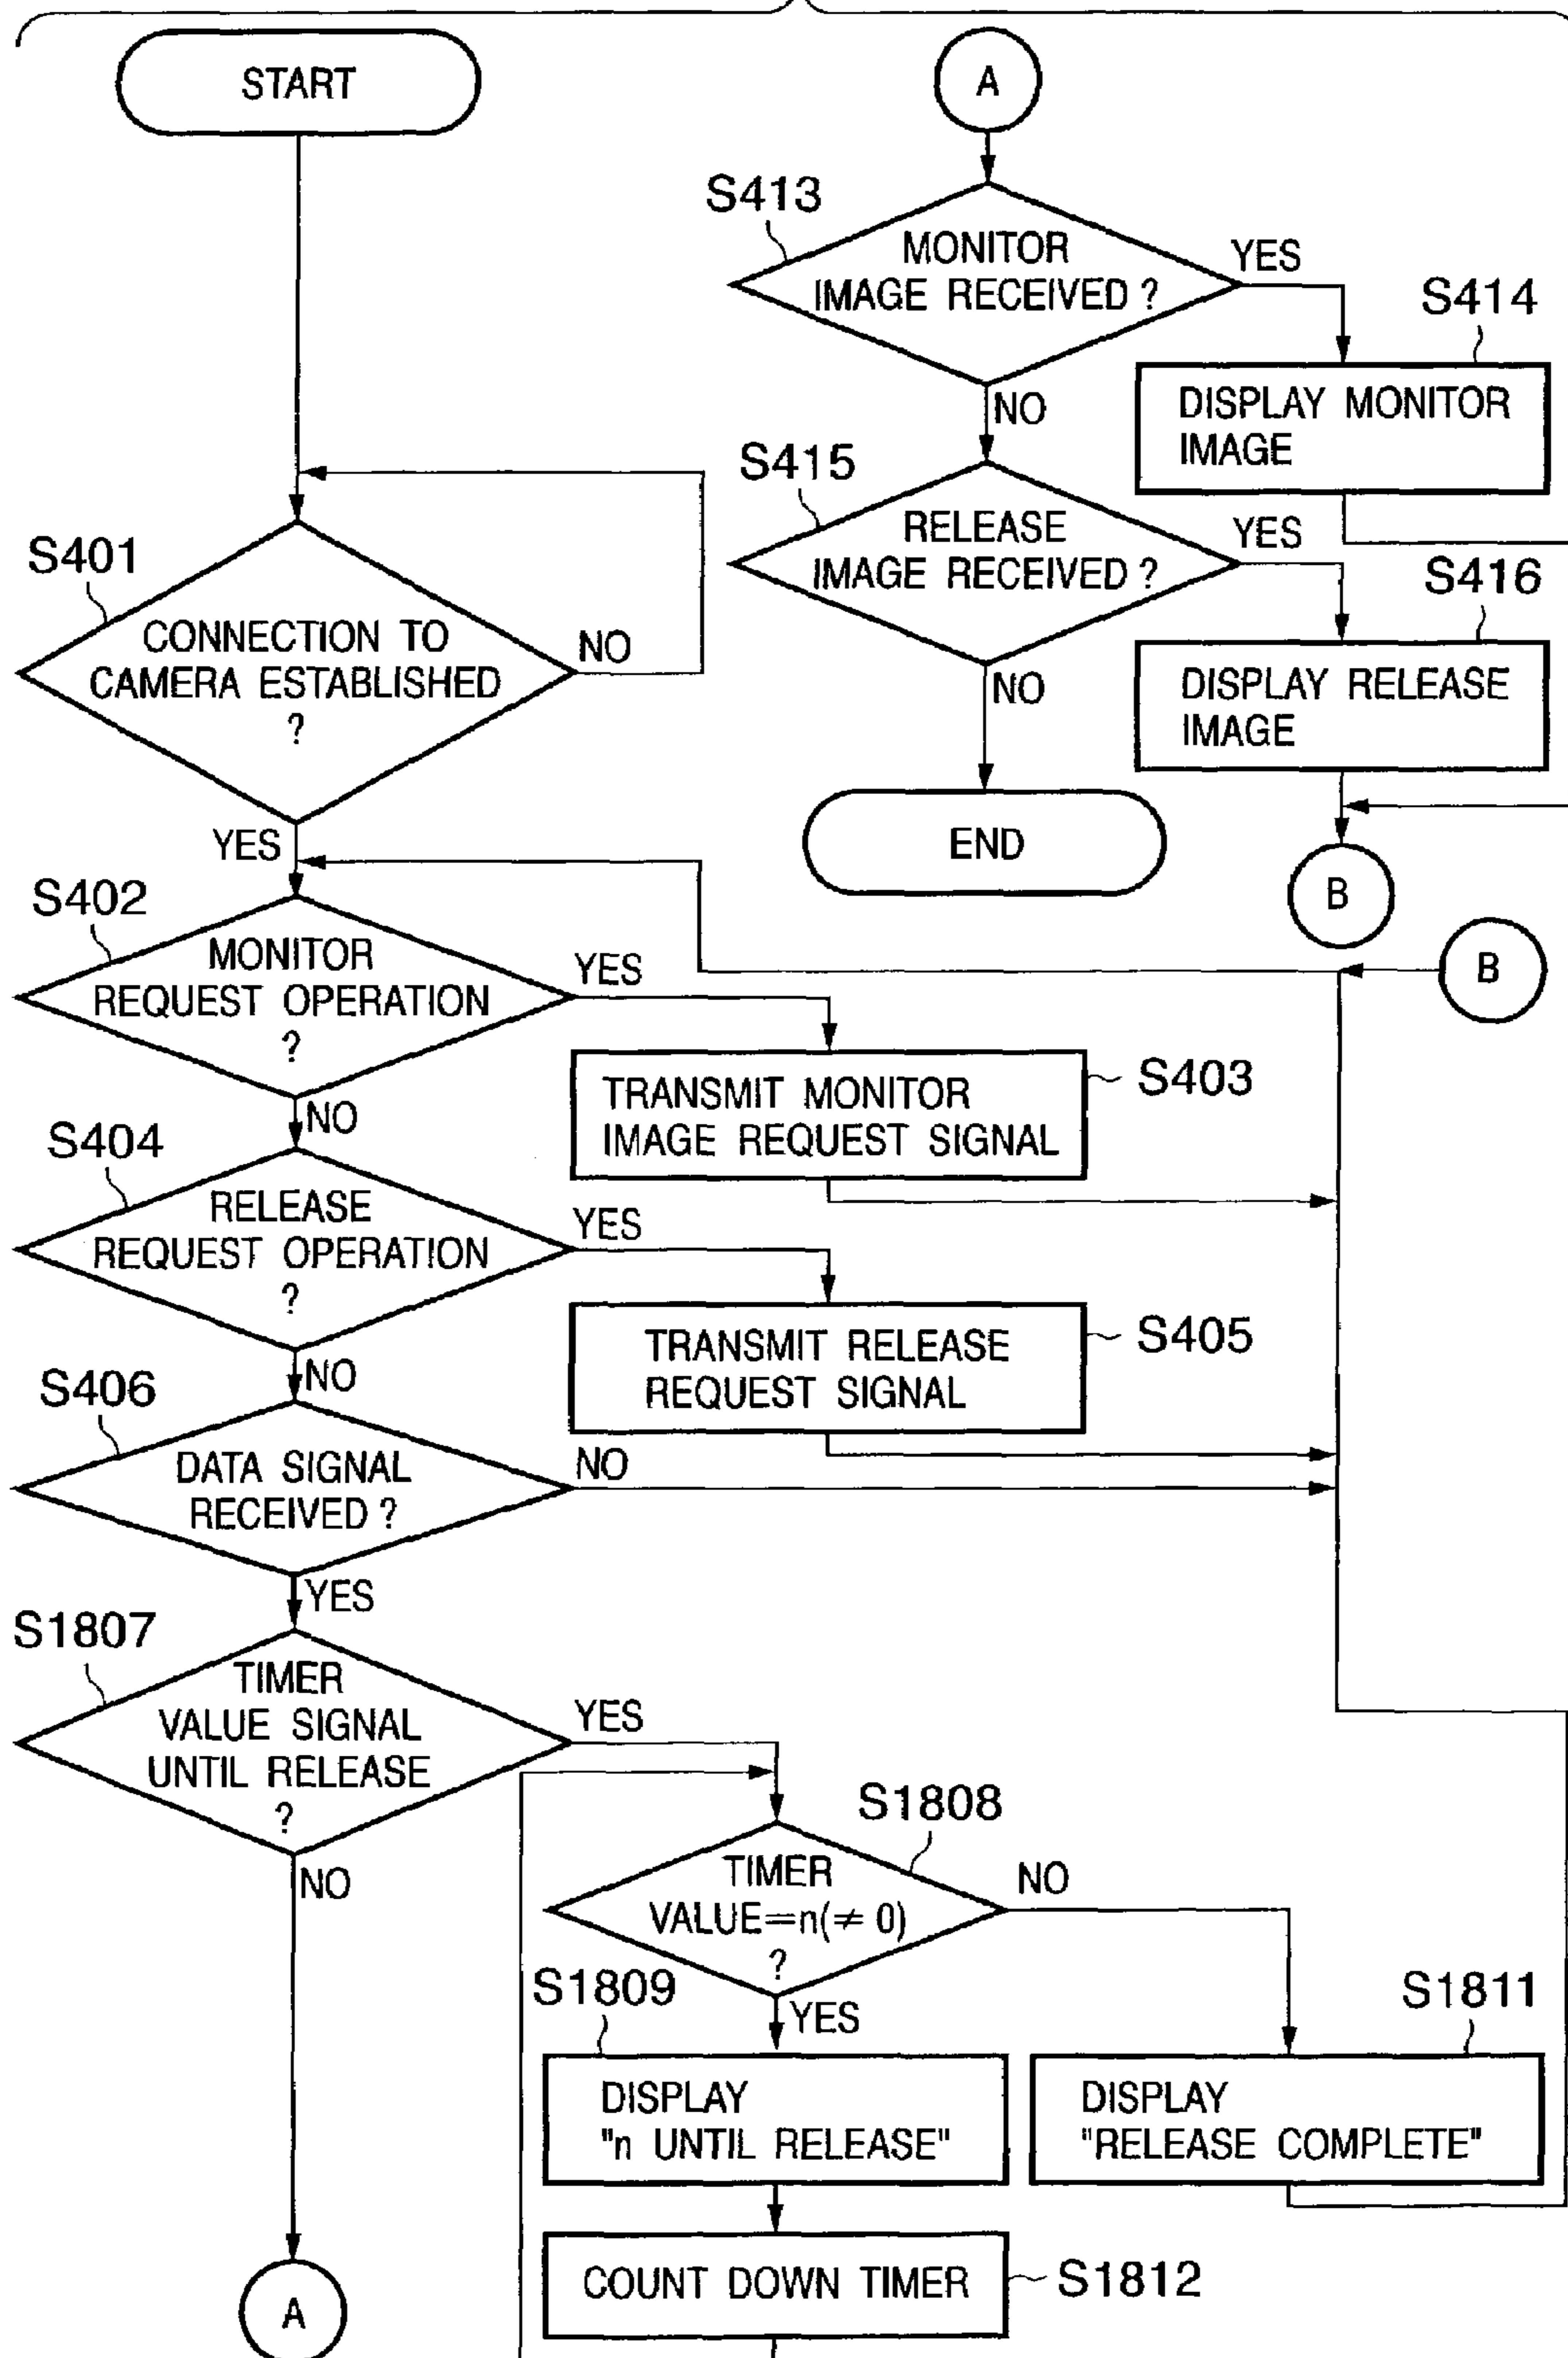 START
S401
CONNECTION TO
CAMERA ESTABLISHED
?
NO
YES
S402
MONITOR
REQUEST OPERATION
?
YES
S403
TRANSMIT MONITOR
IMAGE REQUEST SIGNAL
NO
S404
RELEASE
REQUEST OPERATION
?
YES
S405
TRANSMIT RELEASE
REQUEST SIGNAL
NO
S406
DATA SIGNAL
RECEIVED ?
NO
YES
S1807
TIMER
VALUE SIGNAL
UNTIL RELEASE
?
YES
NO
A
S1808
TIMER
VALUE=n(≠ 0)
?
NO
YES
S1809
DISPLAY
"n UNTIL RELEASE"
S1811
DISPLAY
"RELEASE COMPLETE"
COUNT DOWN TIMER
S1812
A
S413
MONITOR
IMAGE RECEIVED ?
YES
S414
DISPLAY MONITOR
IMAGE
NO
S415
RELEASE
IMAGE RECEIVED ?
YES
S416
DISPLAY RELEASE
IMAGE
NO
END
B
B